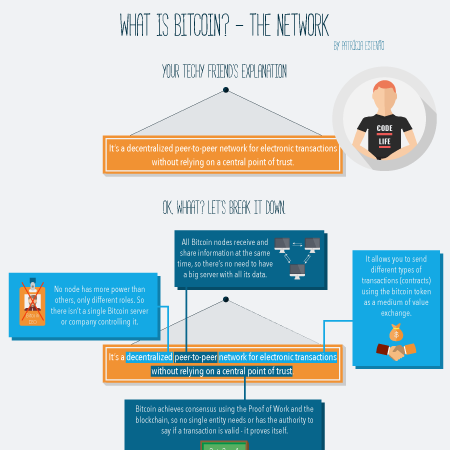 WHAT IS BITCOIN? – THE NETWORK
BY PATRÍCIA ESTEVÃO
YOUR TECHY FRIEND'S EXPLANATION
CODE
LIFE
It's a decentralized peer-to-peer network for electronic transactions
without relying on a central point of trust.
OK, WHAAT? LET'S BREAK IT DOWN.
All Bitcoin nodes receive and
share information at the same
time, so there's no need to have
a big server with all its data.
No node has more power than
others, only different roles. So
there isn't a single Bitcoin server
or company controlling it.
It allows you to send
different types of
transactions (contracts)
using the bitcoin token
as a medium of value
exchange.
It's a decentralized peer-to-peer network for electronic transactions
without relying on a central point of trust
Bitcoin achieves consensus using the Proof of Work and the
blockchain, so no single entity needs or has the authority to
say if a transaction is valid - it proves itself.